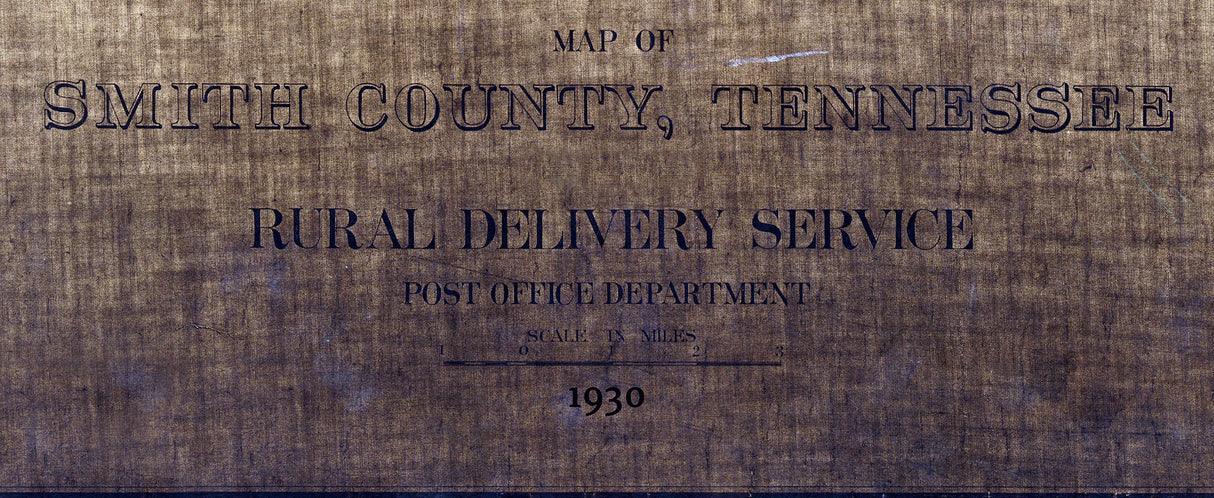 MAP OF
SMITH COUNTY, TENNESSEE
RURAL DELIVERY SERVICE
POST OFFICE DEPARTMENT
SCALE IN MILES
1 0 1 2 3
1930